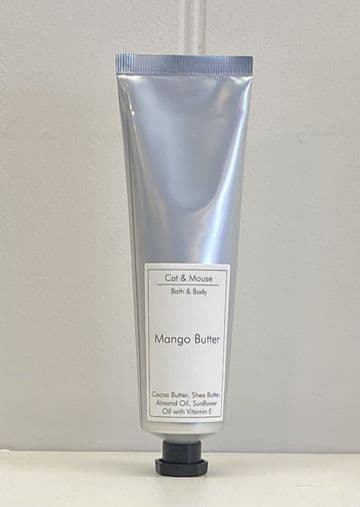 Cat & Mouse
Bath & Body
Mango Butter
Cocoa Butter, Shea Butter,
Almond Oil, Sunflower
Oil with Vitamin E